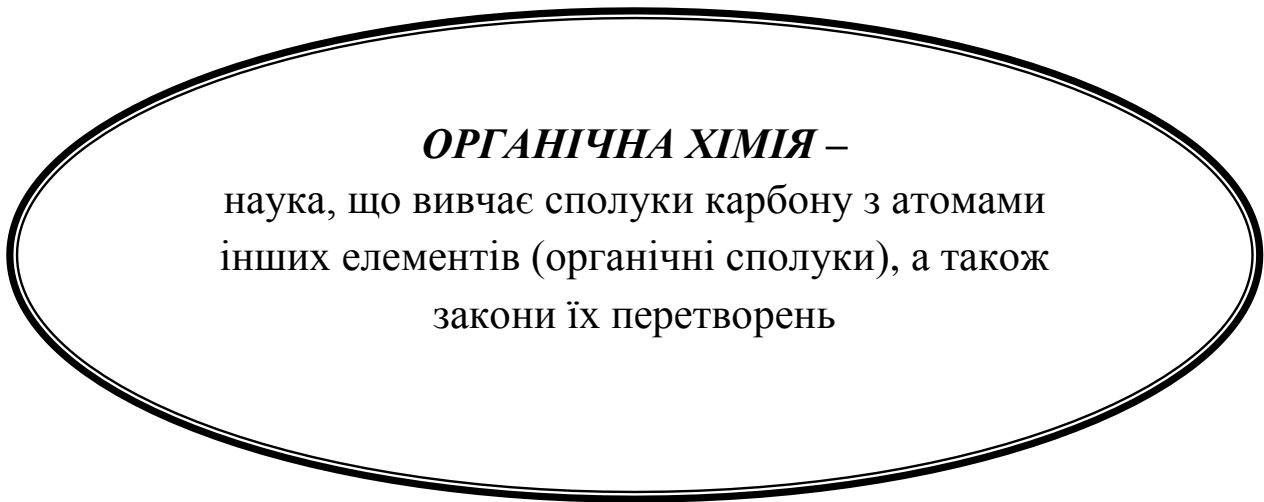 ОРГАНІЧНА ХІМІЯ –
наука, що вивчає сполуки карбону з атомами
інших елементів (органічні сполуки), а також
закони їх перетворень